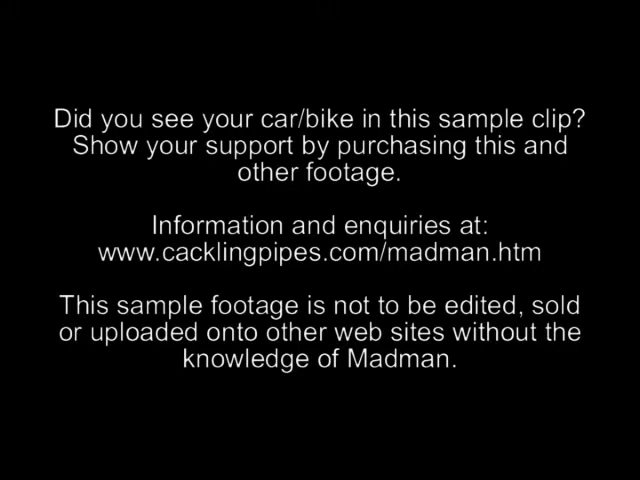 Did you see your car/bike in this sample clip?
Show your support by purchasing this and
other footage.
Information and enquiries at:
www.cacklingpipes.com/madman.htm
This sample footage is not to be edited, sold
or uploaded onto other web sites without the
knowledge of Madman.